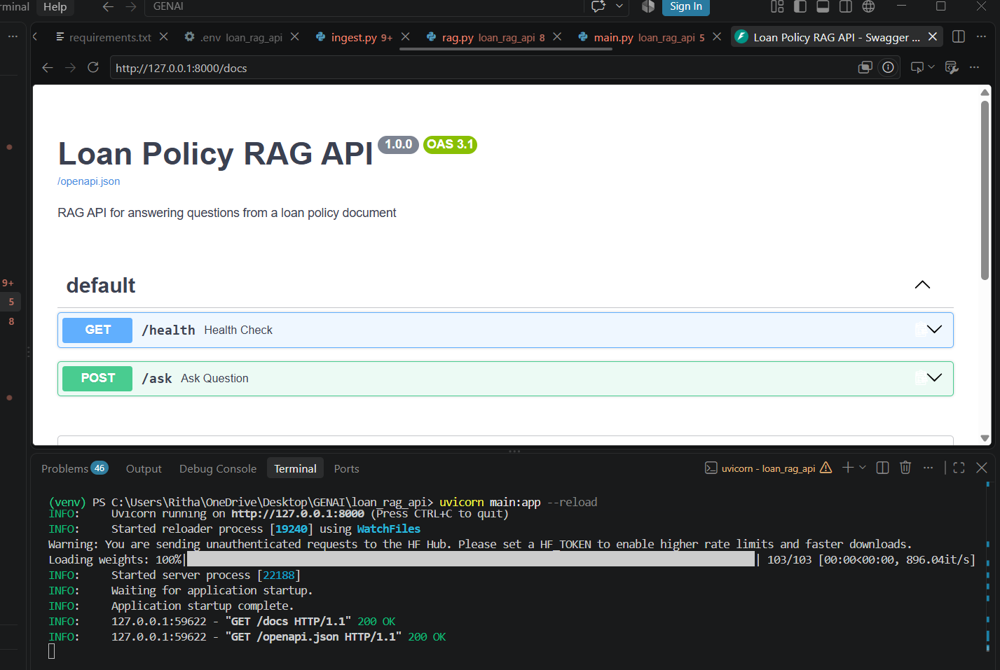 rminal Help GENAI Sign In
requirements.txt .env loan_rag_api ingest.py 9+ rag.py loan_rag_api 8 main.py loan_rag_api 5 Loan Policy RAG API - Swagger ...
http://127.0.0.1:8000/docs
Loan Policy RAG API 1.0.0 OAS 3.1
/openapi.json
RAG API for answering questions from a loan policy document
default
9+
5
8
GET /health Health Check
POST /ask Ask Question
Problems 46 Output Debug Console Terminal Ports uvicorn - loan_rag_api
(venv) PS C:\Users\Ritha\OneDrive\Desktop\GENAI\loan_rag_api> uvicorn main:app --reload
INFO: Uvicorn running on http://127.0.0.1:8000 (Press CTRL+C to quit)
INFO: Started reloader process [19240] using WatchFiles
Warning: You are sending unauthenticated requests to the HF Hub. Please set a HF_TOKEN to enable higher rate limits and faster downloads.
Loading weights: 100%| | 103/103 [00:00<00:00, 896.04it/s]
INFO: Started server process [22188]
INFO: Waiting for application startup.
INFO: Application startup complete.
INFO: 127.0.0.1:59622 - "GET /docs HTTP/1.1" 200 OK
INFO: 127.0.0.1:59622 - "GET /openapi.json HTTP/1.1" 200 OK